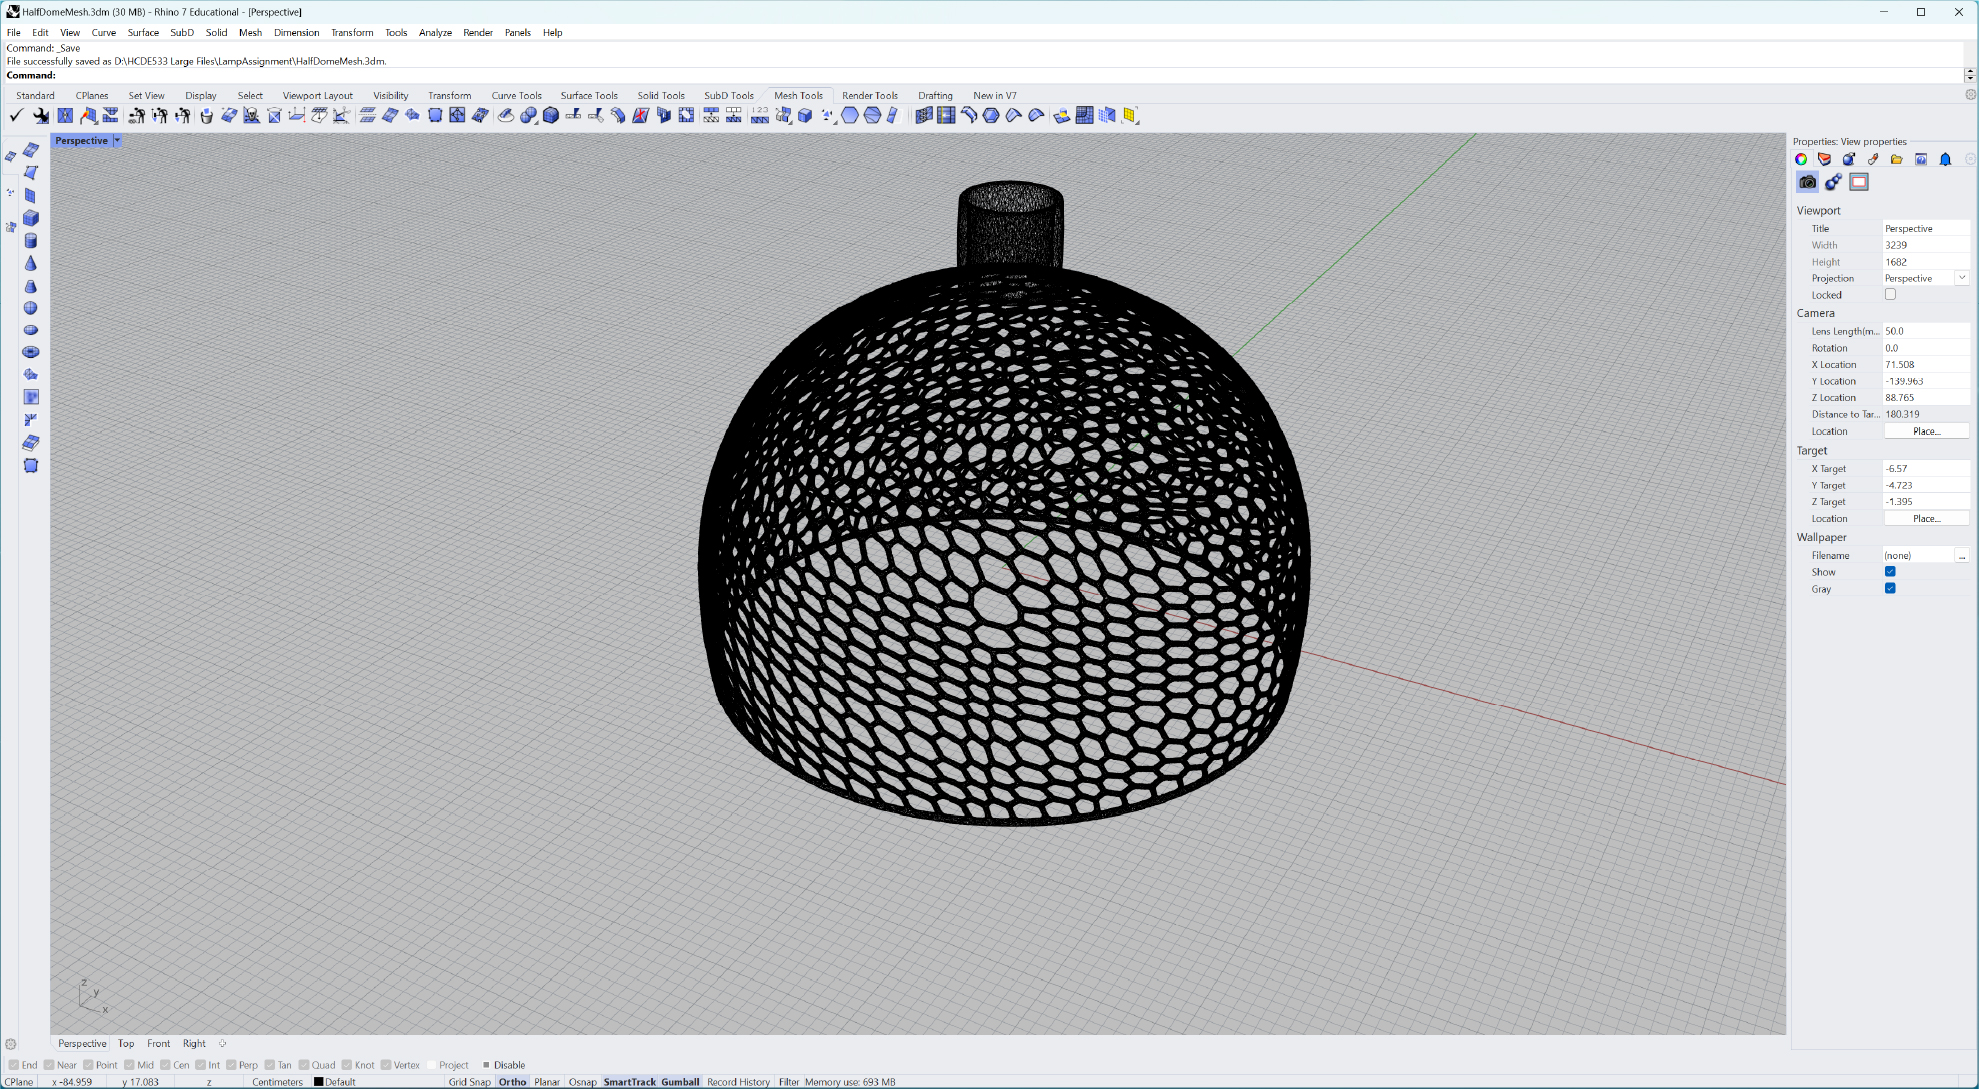 HalfDomeMesh.3dm (30 MB) - Rhino 7 Educational - [Perspective]
File Edit View Curve Surface SubD Solid Mesh Dimension Transform Tools Analyze Render Panels Help
Command: _Save
File successfully saved as D:\HCDE533 Large Files\LampAssignment\HalfDomeMesh.3dm.
Command:
Standard CPlanes Set View Display Select Viewport Layout Visibility Transform Curve Tools Surface Tools Solid Tools SubD Tools Mesh Tools Render Tools Drafting New in V7
1 2 3
Perspective
Properties: View properties
Viewport
Title Perspective
Width 3239
Height 1682
Projection Perspective
Locked
Camera
Lens Length(m... 50.0
Rotation 0.0
X Location 71.508
Y Location -139.963
Z Location 88.765
Distance to Tar... 180.319
Location Place...
Target
X Target -6.57
Y Target -4.723
Z Target -1.395
Location Place...
Wallpaper
Filename (none) ...
Show
Gray
z
y
x
Perspective Top Front Right
End Near Point Mid Cen Int Perp Tan Quad Knot Vertex Project Disable
CPlane x -84.959 y 17.083 z Centimeters Default Grid Snap Ortho Planar Osnap SmartTrack Gumball Record History Filter Memory use: 693 MB